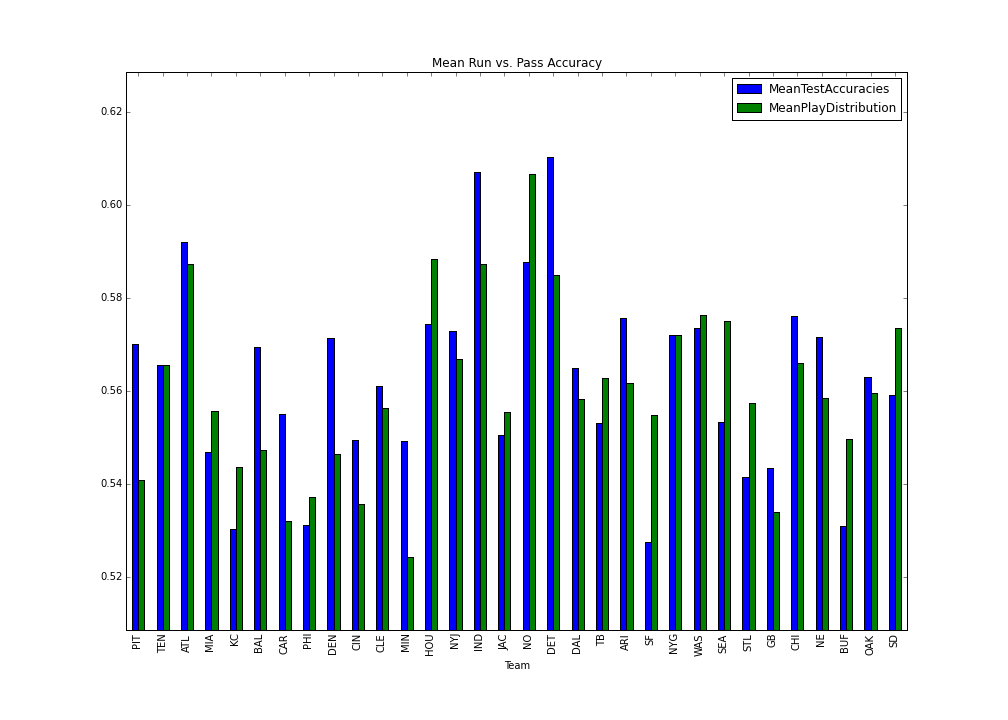 Mean Run vs. Pass Accuracy
MeanTestAccuracies
MeanPlayDistribution
0.62
0.60
0.58
0.56
0.54
0.52
PIT TEN ATL MIA KC BAL CAR PHI DEN CIN CLE MIN HOU NYJ IND JAC NO DET DAL TB ARI SF NYG WAS SEA STL GB CHI NE BUF OAK SD
Team